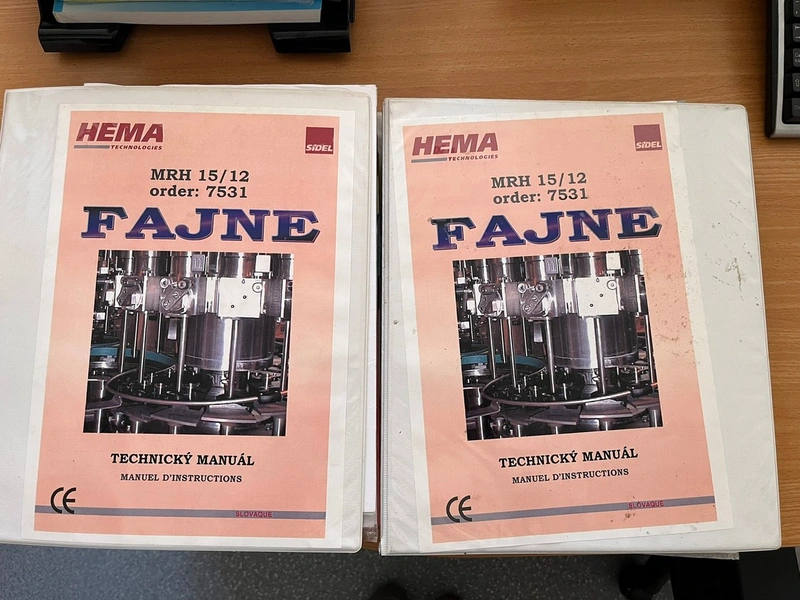 HEMA
TECHNOLOGIES
SIDEL
MRH 15/12
order: 7531
FAJNE
TECHNICKÝ MANUÁL
MANUEL D'INSTRUCTIONS
CE
SLOVAQUE
HEMA
TECHNOLOGIES
SIDEL
MRH 15/12
order: 7531
FAJNE
TECHNICKÝ MANUÁL
MANUEL D'INSTRUCTIONS
CE
SLOVAQUE